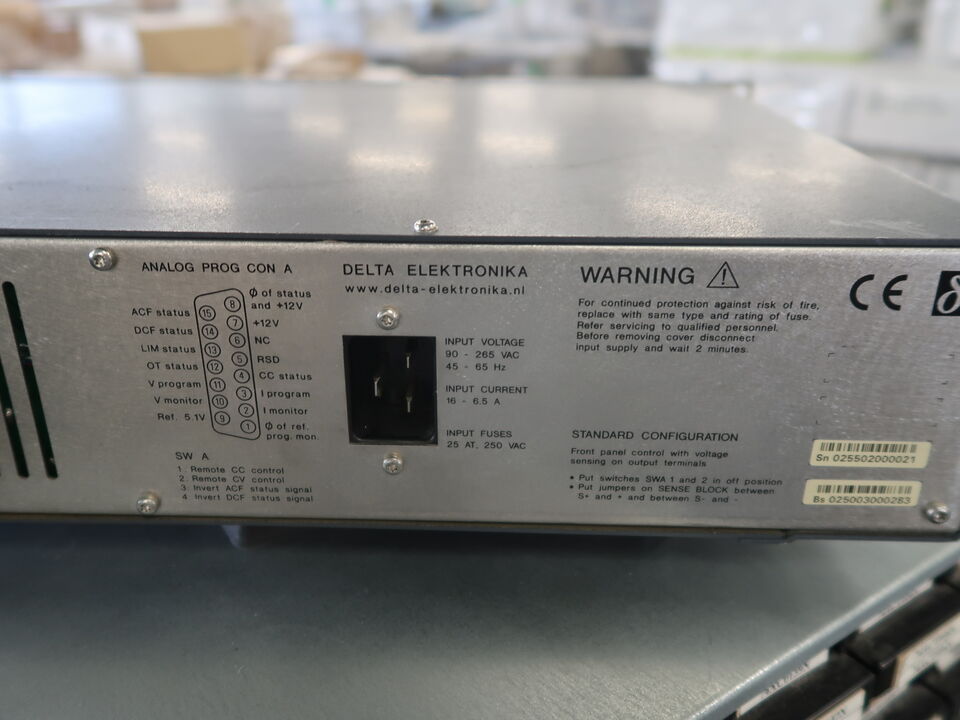 ANALOG PROG CON A
ACF status
DCF status
LIM status
OT status
V program
V monitor
Ref. 5.1V
15
14
13
12
11
10
9
8
7
6
5
4
3
2
1
Ø of status
and +12V
+12V
NC
RSD
CC status
I program
I monitor
Ø of ref.
prog. mon.
SW A
1. Remote CC control
2. Remote CV control
3. Invert ACF status signal
4 Invert DCF status signal
DELTA ELEKTRONIKA
www.delta-elektronika.nl
INPUT VOLTAGE
90 - 265 VAC
45 - 65 Hz
INPUT CURRENT
16 - 6.5 A
INPUT FUSES
25 AT, 250 VAC
WARNING
For continued protection against risk of fire,
replace with same type and rating of fuse.
Refer servicing to qualified personnel.
Before removing cover disconnect
input supply and wait 2 minutes.
CE
δ
STANDARD CONFIGURATION
Front panel control with voltage
sensing on output terminals
• Put switches SWA 1 and 2 in off position
• Put jumpers on SENSE BLOCK between
S+ and + and between S- and -
Sn 025502000021
Bs 0250030002B3